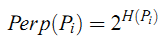 Perp(P_i) = 2^{H(P_i)}